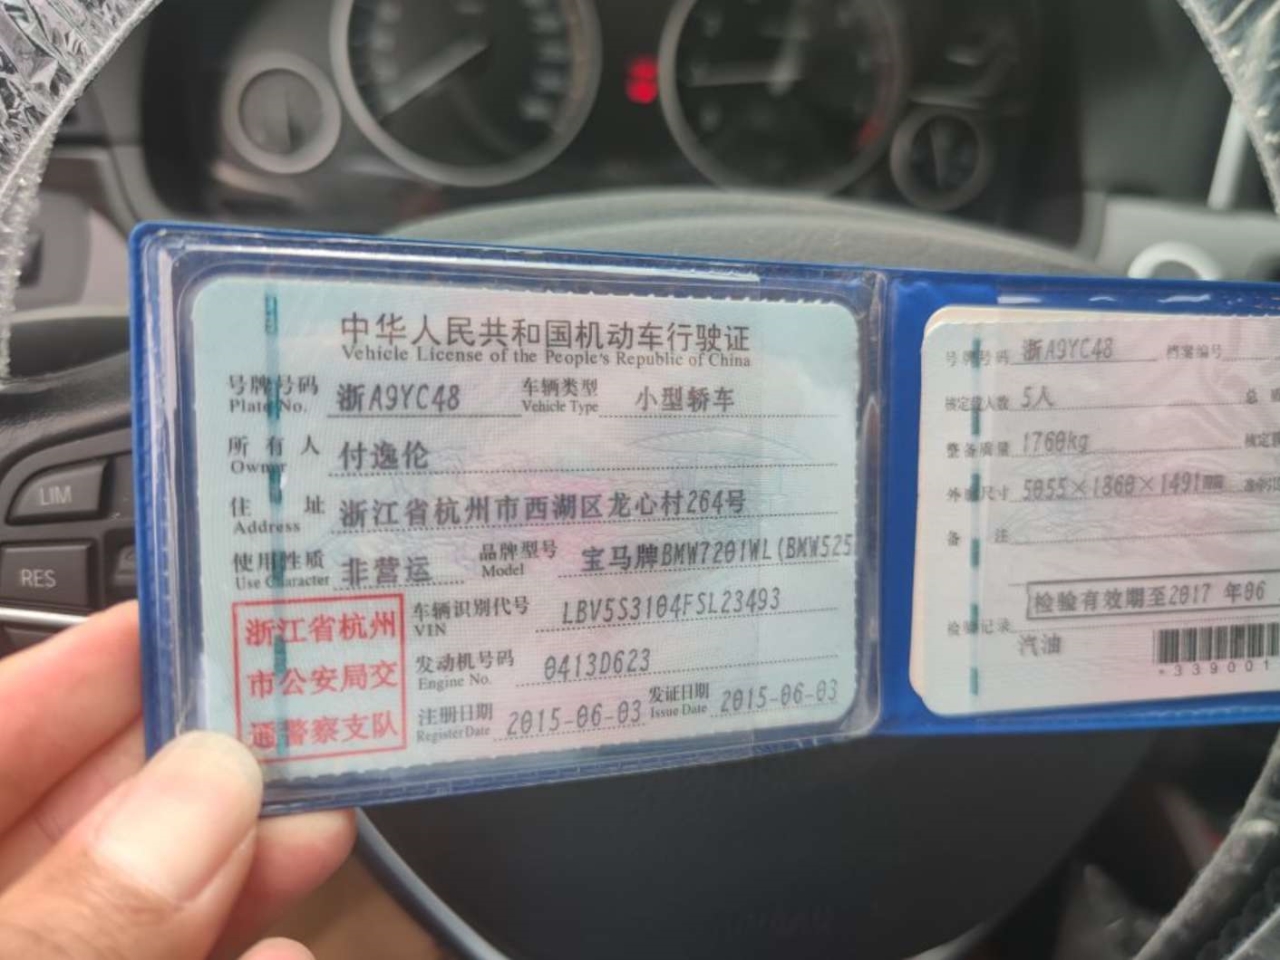 中华人民共和国机动车行驶证
Vehicle License of the People's Republic of China
号牌号码 浙A9YC48 车辆类型 小型轿车
Plate No. Vehicle Type
所有人 付逸伦
Owner
住址 浙江省杭州市西湖区龙心村264号
Address
使用性质 非营运 品牌型号 宝马牌BMW7201WL(BMW525
Use Character Model
浙江省杭州
市公安局交
通警察支队
车辆识别代号 LBV5S3104FSL23493
VIN
发动机号码 0413D623
Engine No.
注册日期 2015-06-03 发证日期 2015-06-03
Register Date Issue Date
号牌号码 浙A9YC48 档案编号
核定载人数 5人 总
整备质量 1760kg 核定
外廓尺寸 5055×1860×1491
备注
检验有效期至2017 年06
检验记录
汽油
*339001
LIM
RES